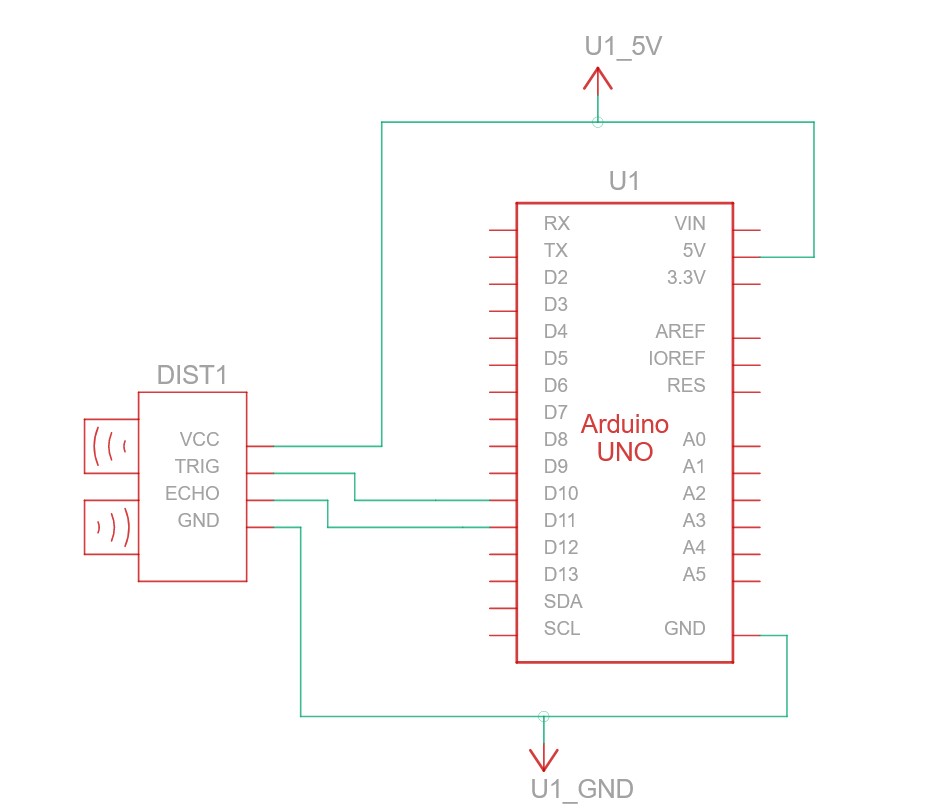 U1_5V
U1
RX VIN
TX 5V
D2 3.3V
D3
D4 AREF
D5 IOREF
D6 RES
D7
Arduino
UNO
D8 A0
D9 A1
D10 A2
D11 A3
D12 A4
D13 A5
SDA
SCL GND
DIST1
VCC
TRIG
ECHO
GND
U1_GND